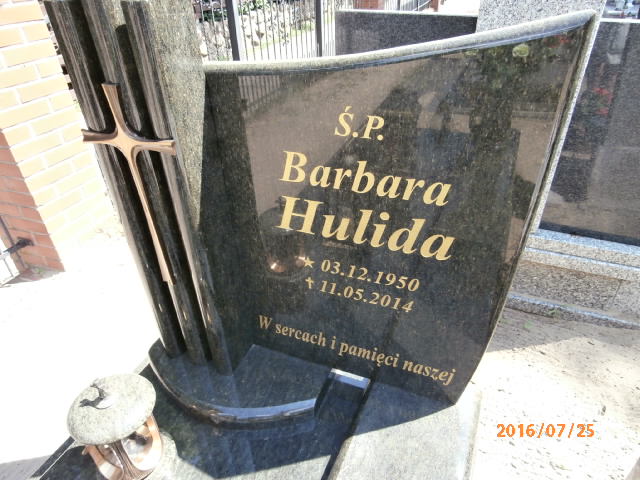 Ś.P.
Barbara
Hulida
★ 03.12.1950
✝ 11.05.2014
W sercach i pamięci naszej
2016/07/25